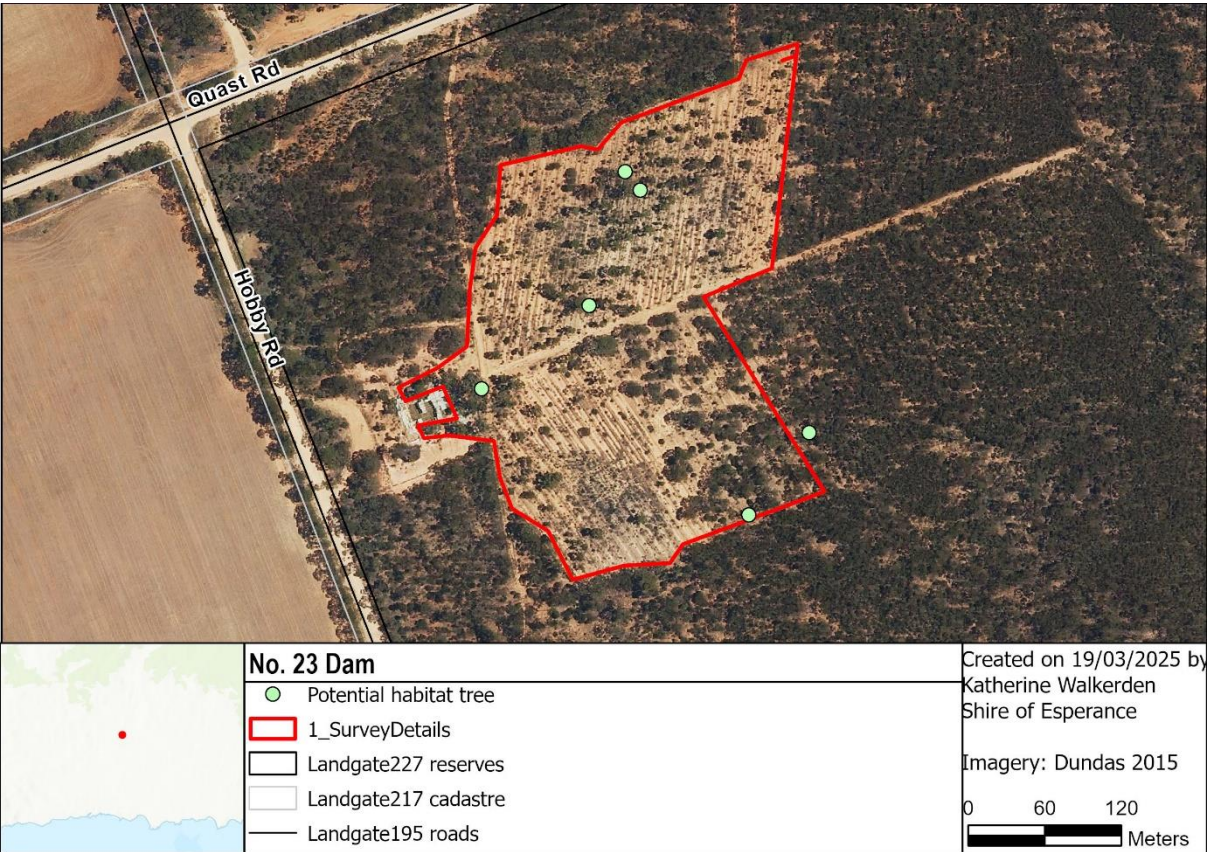 Quast Rd
Hobby Rd
No. 23 Dam
Potential habitat tree
1_SurveyDetails
Landgate227 reserves
Landgate217 cadastre
Landgate195 roads
Created on 19/03/2025 by
Katherine Walkerden
Shire of Esperance
Imagery: Dundas 2015
0 60 120
Meters